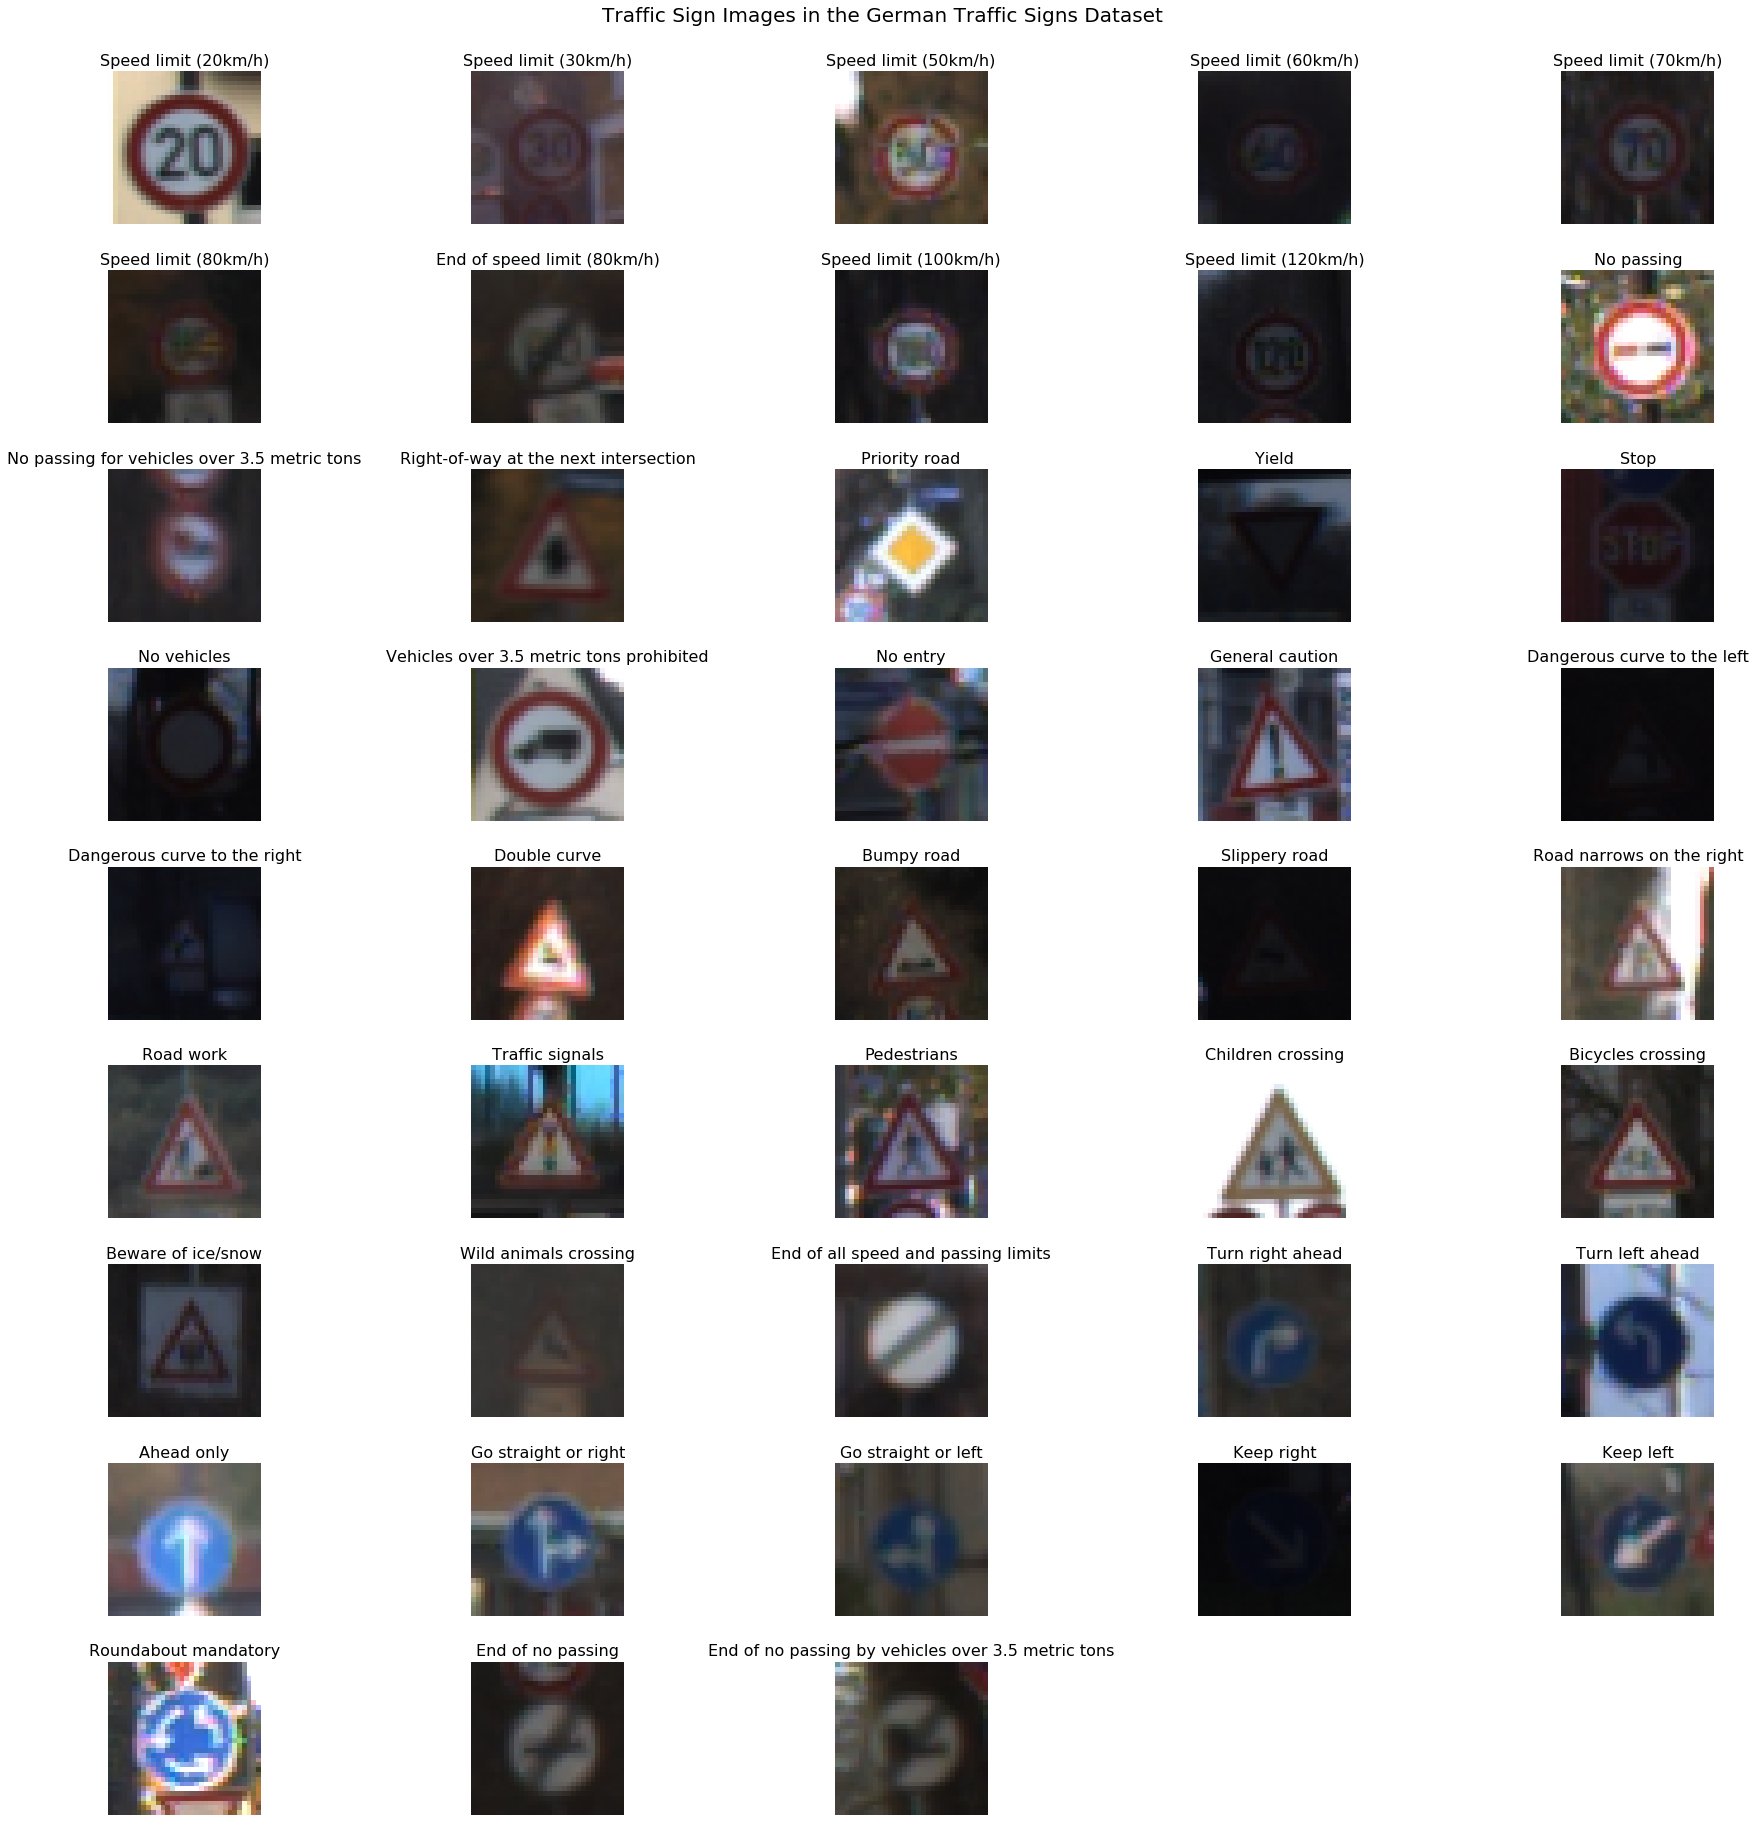 Traffic Sign Images in the German Traffic Signs Dataset
Speed limit (20km/h) Speed limit (30km/h) Speed limit (50km/h) Speed limit (60km/h) Speed limit (70km/h)
20 30 70
Speed limit (80km/h) End of speed limit (80km/h) Speed limit (100km/h) Speed limit (120km/h) No passing
No passing for vehicles over 3.5 metric tons Right-of-way at the next intersection Priority road Yield Stop
STOP
No vehicles Vehicles over 3.5 metric tons prohibited No entry General caution Dangerous curve to the left
Dangerous curve to the right Double curve Bumpy road Slippery road Road narrows on the right
Road work Traffic signals Pedestrians Children crossing Bicycles crossing
Beware of ice/snow Wild animals crossing End of all speed and passing limits Turn right ahead Turn left ahead
Ahead only Go straight or right Go straight or left Keep right Keep left
Roundabout mandatory End of no passing End of no passing by vehicles over 3.5 metric tons